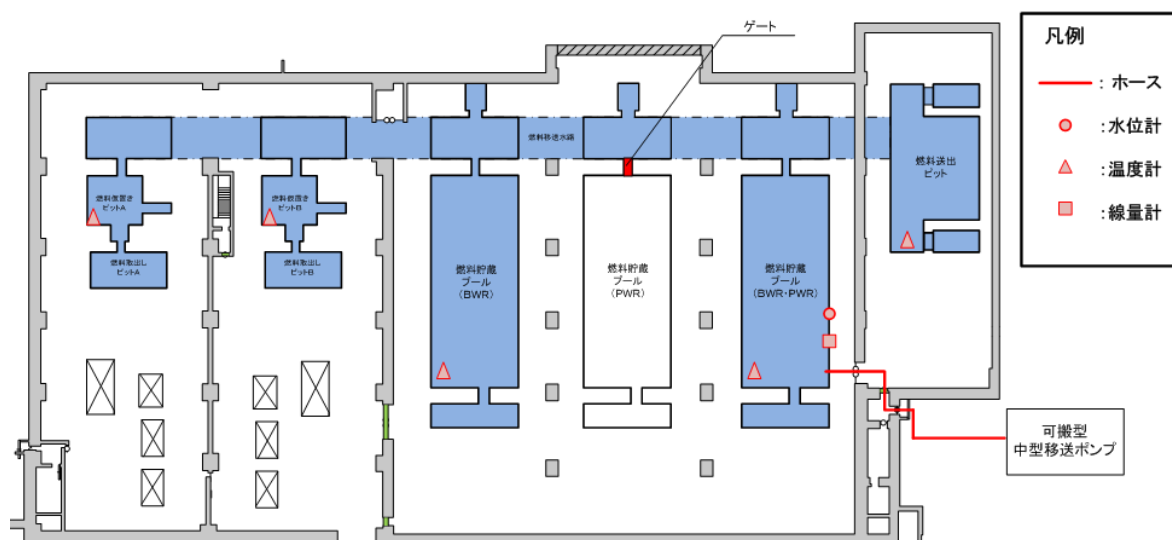 ゲート
凡例
：ホース
：水位計
：温度計
：線量計
燃料移送水路
燃料送出
ピット
燃料仮置き
ピットA
燃料仮置き
ピットB
燃料取出し
ピットA
燃料取出し
ピットB
燃料貯蔵
プール
（BWR）
燃料貯蔵
プール
（PWR）
燃料貯蔵
プール
（BWR・PWR）
可搬型
中型移送ポンプ